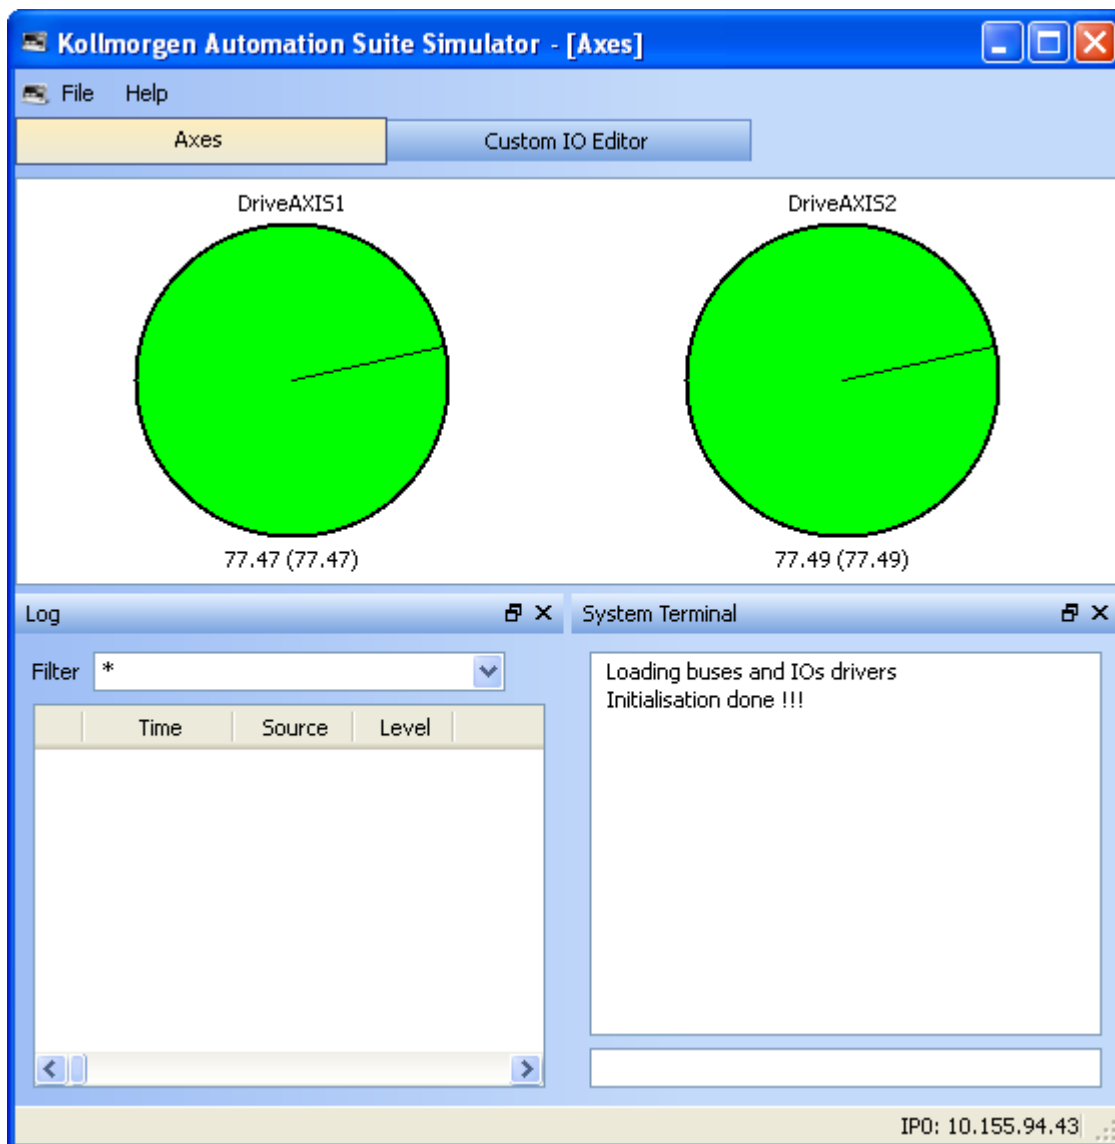 Kollmorgen Automation Suite Simulator - [Axes]
File Help
Axes Custom IO Editor
DriveAXIS1 DriveAXIS2
77.47 (77.47) 77.49 (77.49)
Log System Terminal
Filter *
Time Source Level
Loading buses and IOs drivers
Initialisation done !!!
IP0: 10.155.94.43